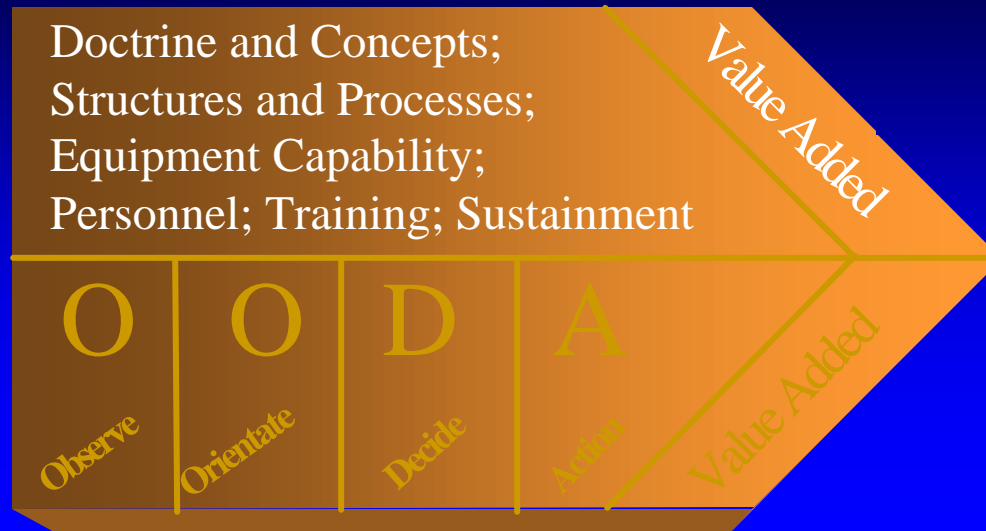 Doctrine and Concepts;
Structures and Processes;
Equipment Capability;
Personnel; Training; Sustainment
Value Added
O O D A
Observe Orientate Decide Action
Value Added